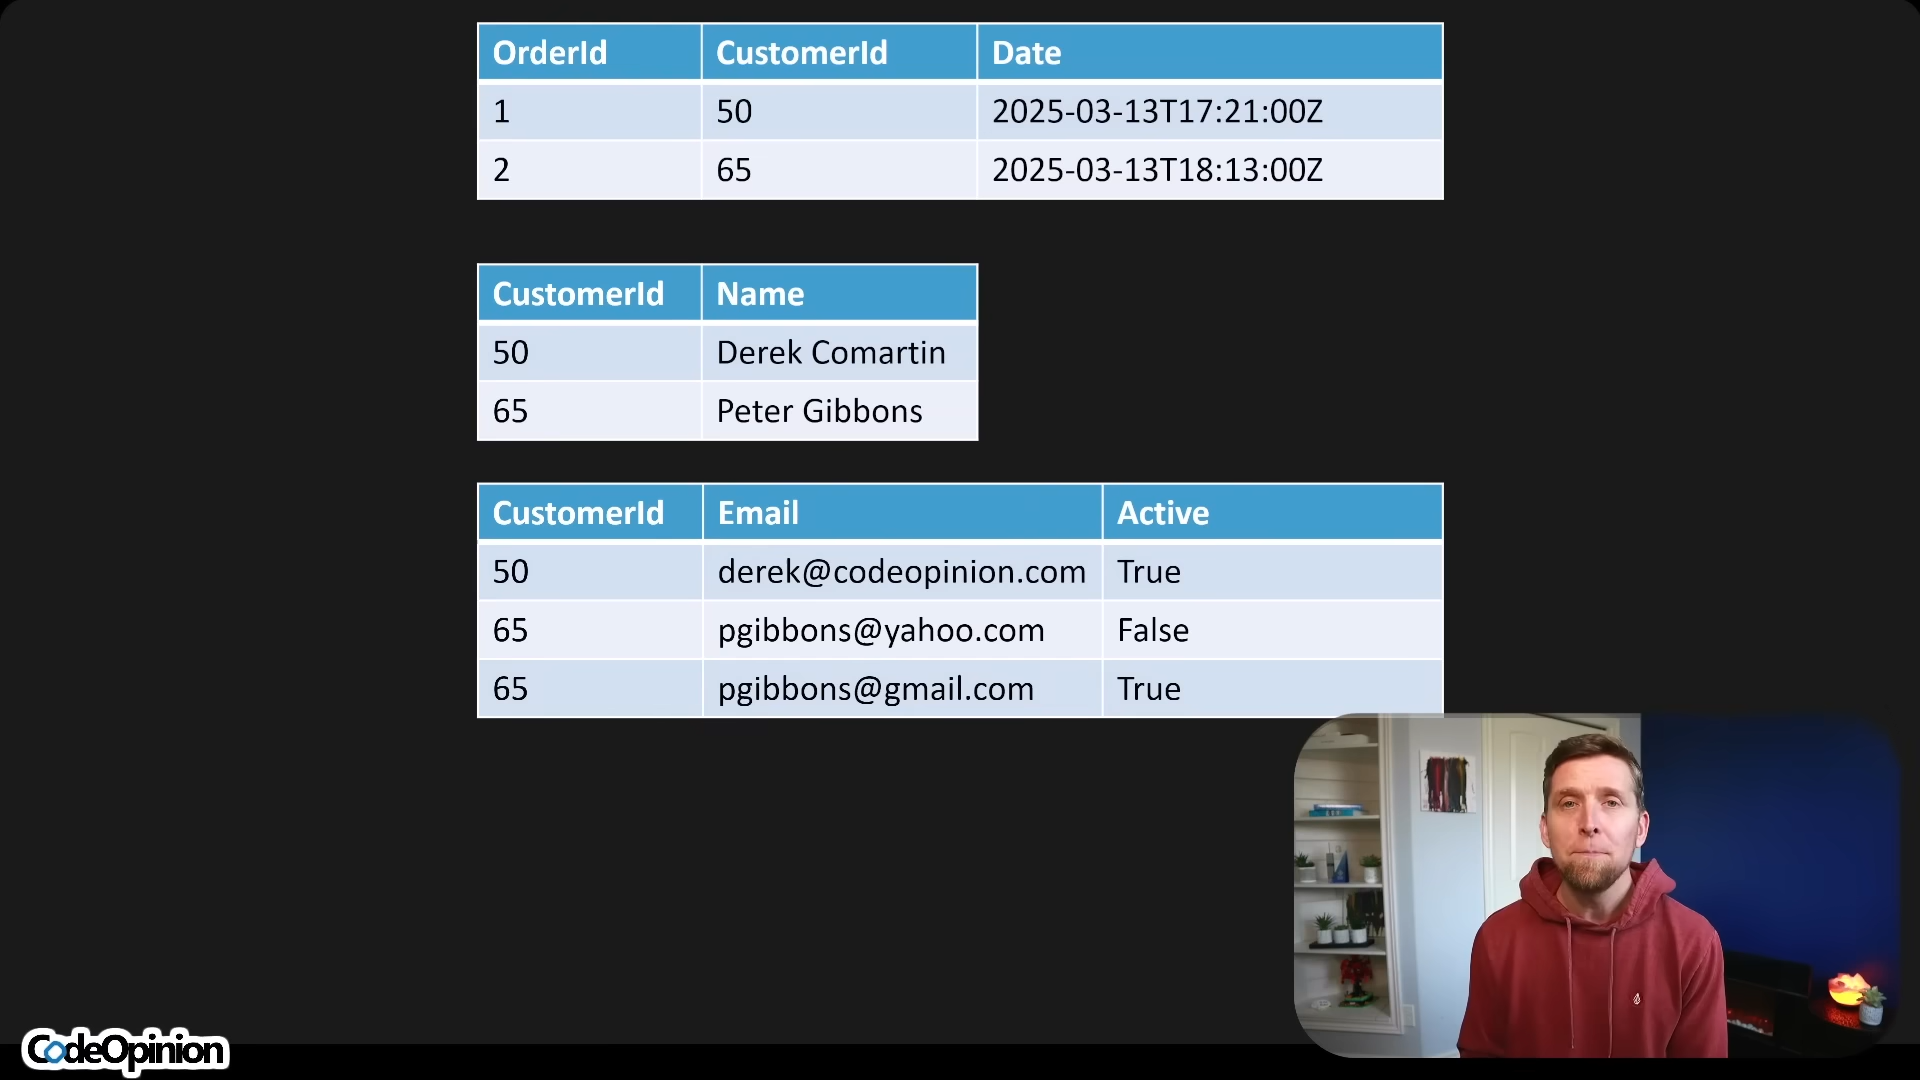 OrderId CustomerId Date
1 50 2025-03-13T17:21:00Z
2 65 2025-03-13T18:13:00Z
CustomerId Name
50 Derek Comartin
65 Peter Gibbons
CustomerId Email Active
50 derek@codeopinion.com True
65 pgibbons@yahoo.com False
65 pgibbons@gmail.com True
CodeOpinion